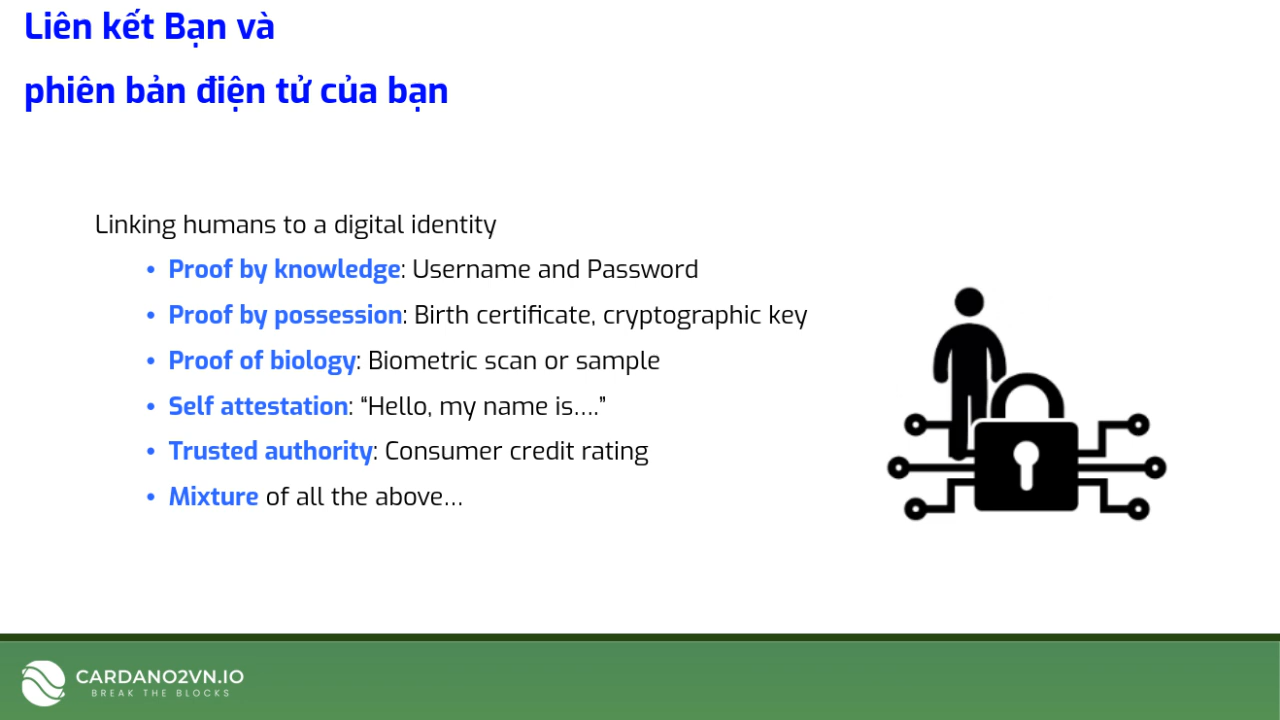 Liên kết Bạn và
phiên bản điện tử của bạn
Linking humans to a digital identity
• Proof by knowledge: Username and Password
• Proof by possession: Birth certificate, cryptographic key
• Proof of biology: Biometric scan or sample
• Self attestation: “Hello, my name is….”
• Trusted authority: Consumer credit rating
• Mixture of all the above…
CARDANO2VN.IO
BREAK THE BLOCKS